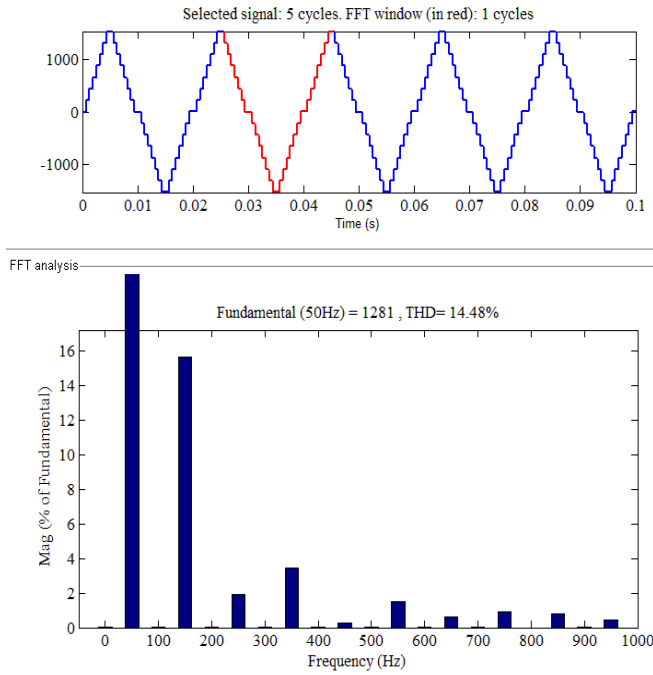 Selected signal: 5 cycles. FFT window (in red): 1 cycles
1000
0
-1000
0 0.01 0.02 0.03 0.04 0.05 0.06 0.07 0.08 0.09 0.1
Time (s)
FFT analysis
Fundamental (50Hz) = 1281 , THD= 14.48%
16
14
12
10
8
6
4
2
0
Mag (% of Fundamental)
0 100 200 300 400 500 600 700 800 900 1000
Frequency (Hz)